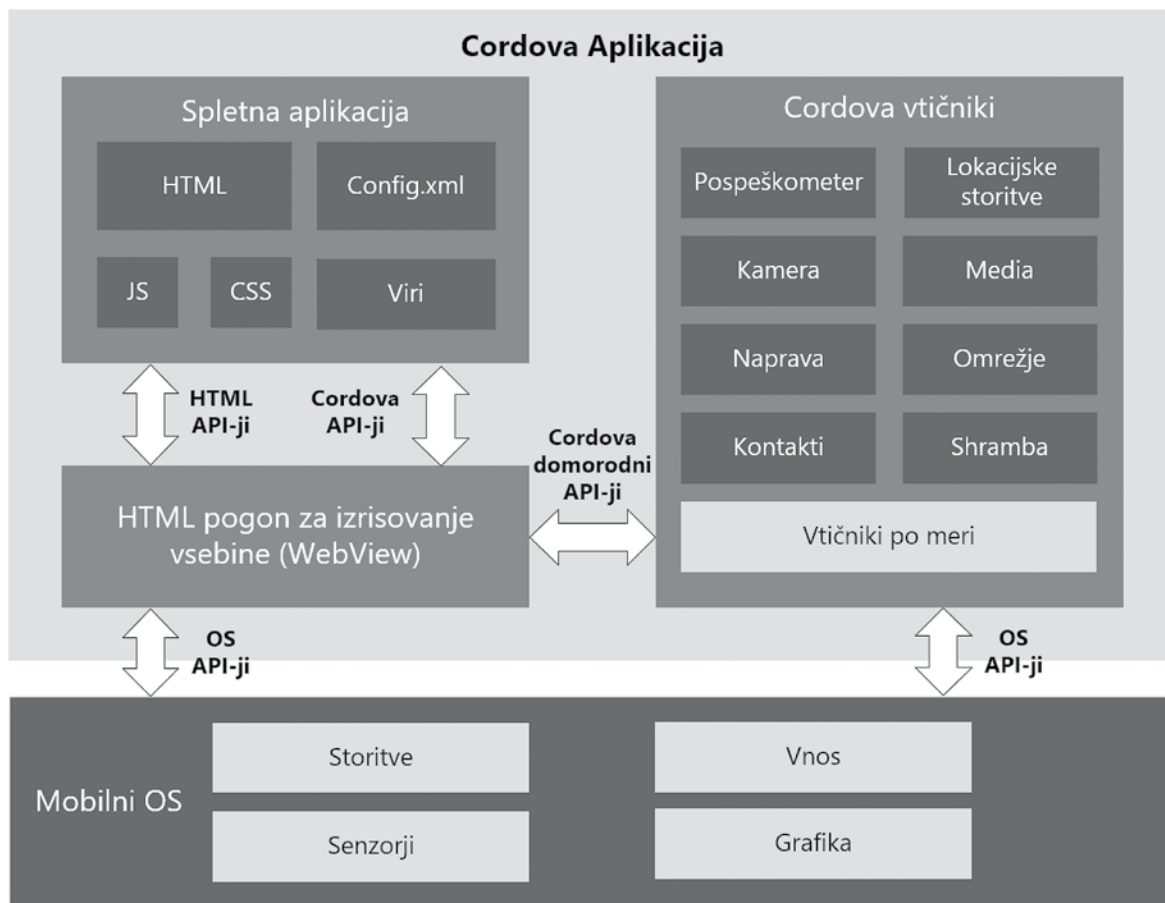 Cordova Aplikacija
Spletna aplikacija
HTML
Config.xml
JS
CSS
Viri
HTML
API-ji
Cordova
API-ji
HTML pogon za izrisovanje
vsebine (WebView)
Cordova
domorodni
API-ji
Cordova vtičniki
Pospeškometer
Lokacijske
storitve
Kamera
Media
Naprava
Omrežje
Kontakti
Shramba
Vtičniki po meri
OS
API-ji
OS
API-ji
Mobilni OS
Storitve
Vnos
Senzorji
Grafika